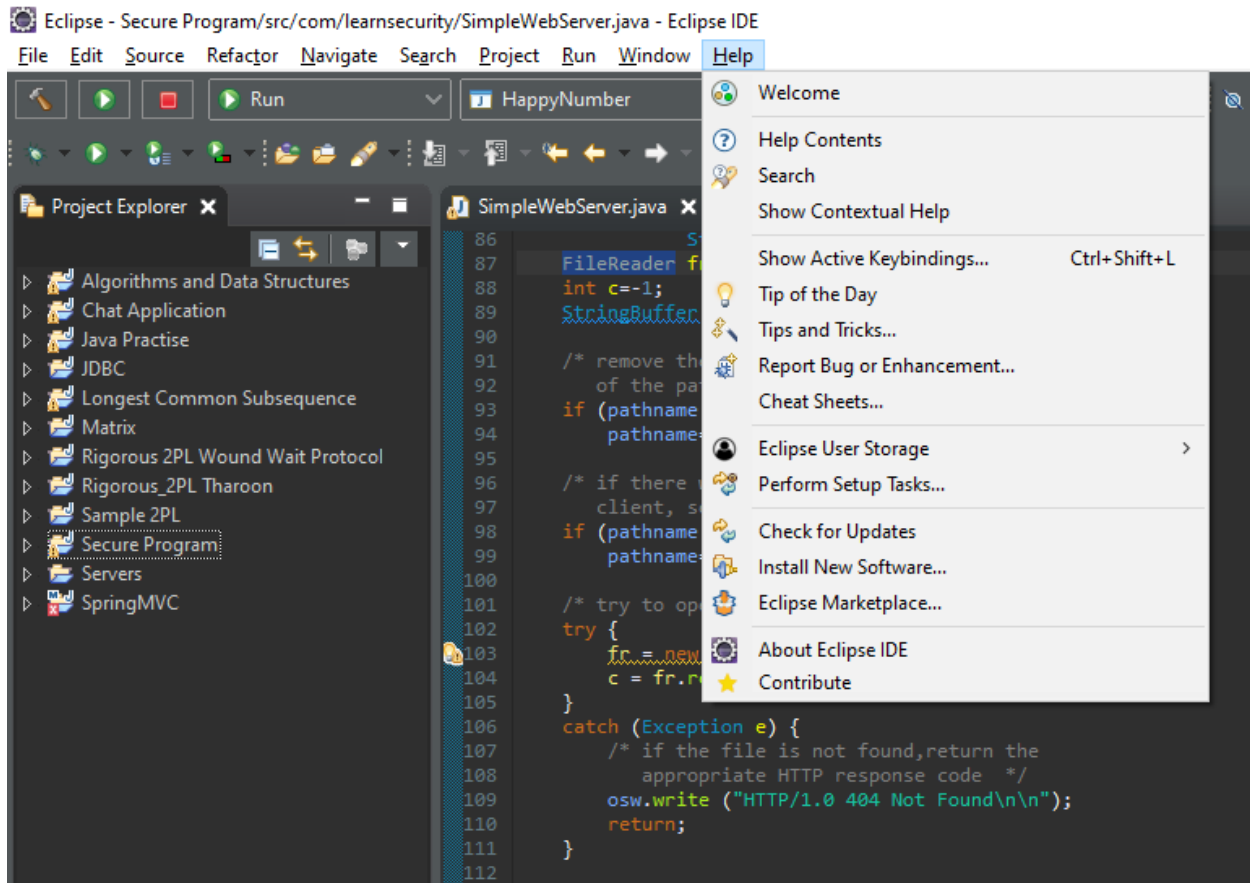 Eclipse - Secure Program/src/com/learnsecurity/SimpleWebServer.java - Eclipse IDE
File Edit Source Refactor Navigate Search Project Run Window Help
Run
HappyNumber
Project Explorer
Algorithms and Data Structures
Chat Application
Java Practise
JDBC
Longest Common Subsequence
Matrix
Rigorous 2PL Wound Wait Protocol
Rigorous_2PL Tharoon
Sample 2PL
Secure Program
Servers
SpringMVC
SimpleWebServer.java
86
87 FileReader
88 int c=-1;
89 StringBuffer
90
91 /* remove
92 of the
93 if (pathname
94 pathname=
95
96 /* if there
97 client,
98 if (pathname
99 pathname=
100
101 /* try to
102 try {
103 fr = new
104 c =
105 }
106 catch (Exception e) {
107 /* if the file is not found,return the
108 appropriate HTTP response code */
109 osw.write ("HTTP/1.0 404 Not Found\n\n");
110 return;
111 }
112
Welcome
Help Contents
Search
Show Contextual Help
Show Active Keybindings... Ctrl+Shift+L
Tip of the Day
Tips and Tricks...
Report Bug or Enhancement...
Cheat Sheets...
Eclipse User Storage
Perform Setup Tasks...
Check for Updates
Install New Software...
Eclipse Marketplace...
About Eclipse IDE
Contribute